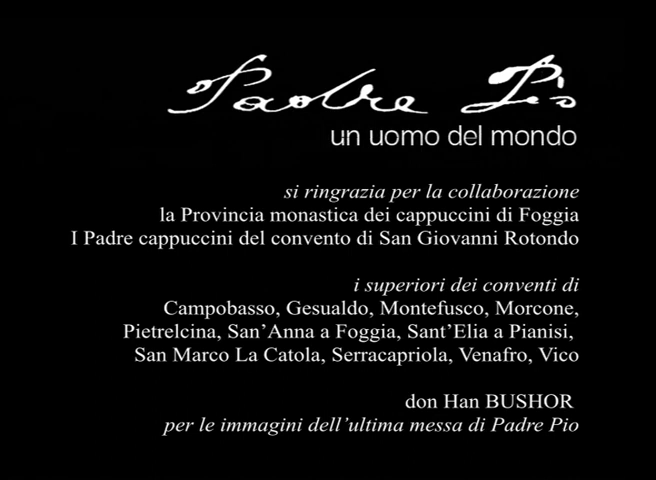 Padre Pio
un uomo del mondo
si ringrazia per la collaborazione
la Provincia monastica dei cappuccini di Foggia
I Padre cappuccini del convento di San Giovanni Rotondo
i superiori dei conventi di
Campobasso, Gesualdo, Montefusco, Morcone,
Pietrelcina, San’Anna a Foggia, Sant’Elia a Pianisi,
San Marco La Catola, Serracapriola, Venafro, Vico
don Han BUSHOR
per le immagini dell’ultima messa di Padre Pio